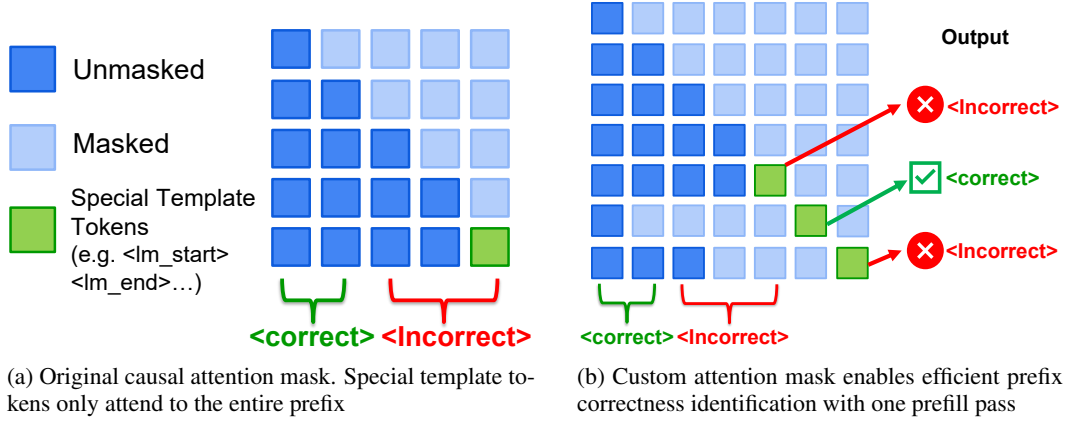 Unmasked
Masked
Special Template
Tokens
(e.g. <lm_start>
<lm_end>…)
<correct>
<Incorrect>
(a) Original causal attention mask. Special template to-
kens only attend to the entire prefix
Output
<Incorrect>
<correct>
<Incorrect>
<correct>
<Incorrect>
(b) Custom attention mask enables efficient prefix
correctness identification with one prefill pass